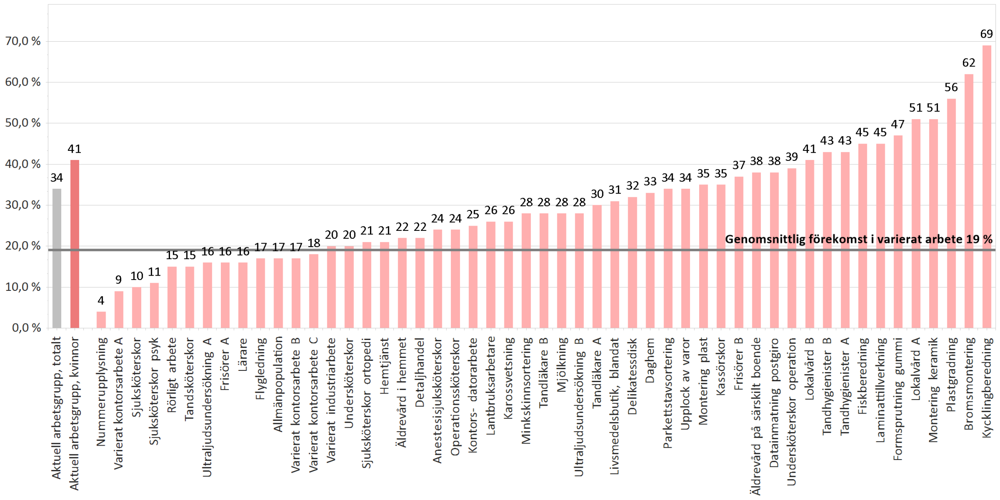 70,0 %
60,0 %
50,0 %
40,0 %
30,0 %
20,0 %
10,0 %
0,0 %
34
41
4
9
10
11
15
15
16
16
16
17
17
17
18
20
20
21
21
22
22
24
24
25
26
26
28
28
28
28
30
31
32
33
34
34
35
35
37
38
38
39
41
43
43
45
45
47
51
51
56
62
69
Genomsnittlig förekomst i varierat arbete 19 %
Aktuell arbetsgrupp, totalt
Aktuell arbetsgrupp, kvinnor
Nummerupplysning
Varierat kontorsarbete A
Sjuksköterskor
Sjuksköterskor psyk
Rörligt arbete
Tandsköterskor
Ultraljudsundersökning A
Frisörer A
Lärare
Flygledning
Allmänpopulation
Varierat kontorsarbete B
Varierat kontorsarbete C
Varierat industriarbete
Undersköterskor
Sjuksköterskor ortopedi
Hemtjänst
Äldrevård i hemmet
Detaljhandel
Anestesisjuksköterskor
Operationssköterskor
Kontors- datorarbete
Lantbruksarbetare
Karossvetsning
Minkskinnsortering
Tandläkare B
Mjölkning
Ultraljudsundersökning B
Tandläkare A
Livsmedelsbutik, blandat
Delikatessdisk
Daghem
Parkettstavsortering
Upplock av varor
Montering plast
Kassörskor
Frisörer B
Äldrevård på särskilt boende
Datainmatning postgiro
Undersköterskor operation
Lokalvård B
Tandhygienister B
Tandhygienister A
Fiskberedning
Laminattillverkning
Formsprutning gummi
Lokalvård A
Montering keramik
Plastgradning
Bromsmontering
Kycklingberedning